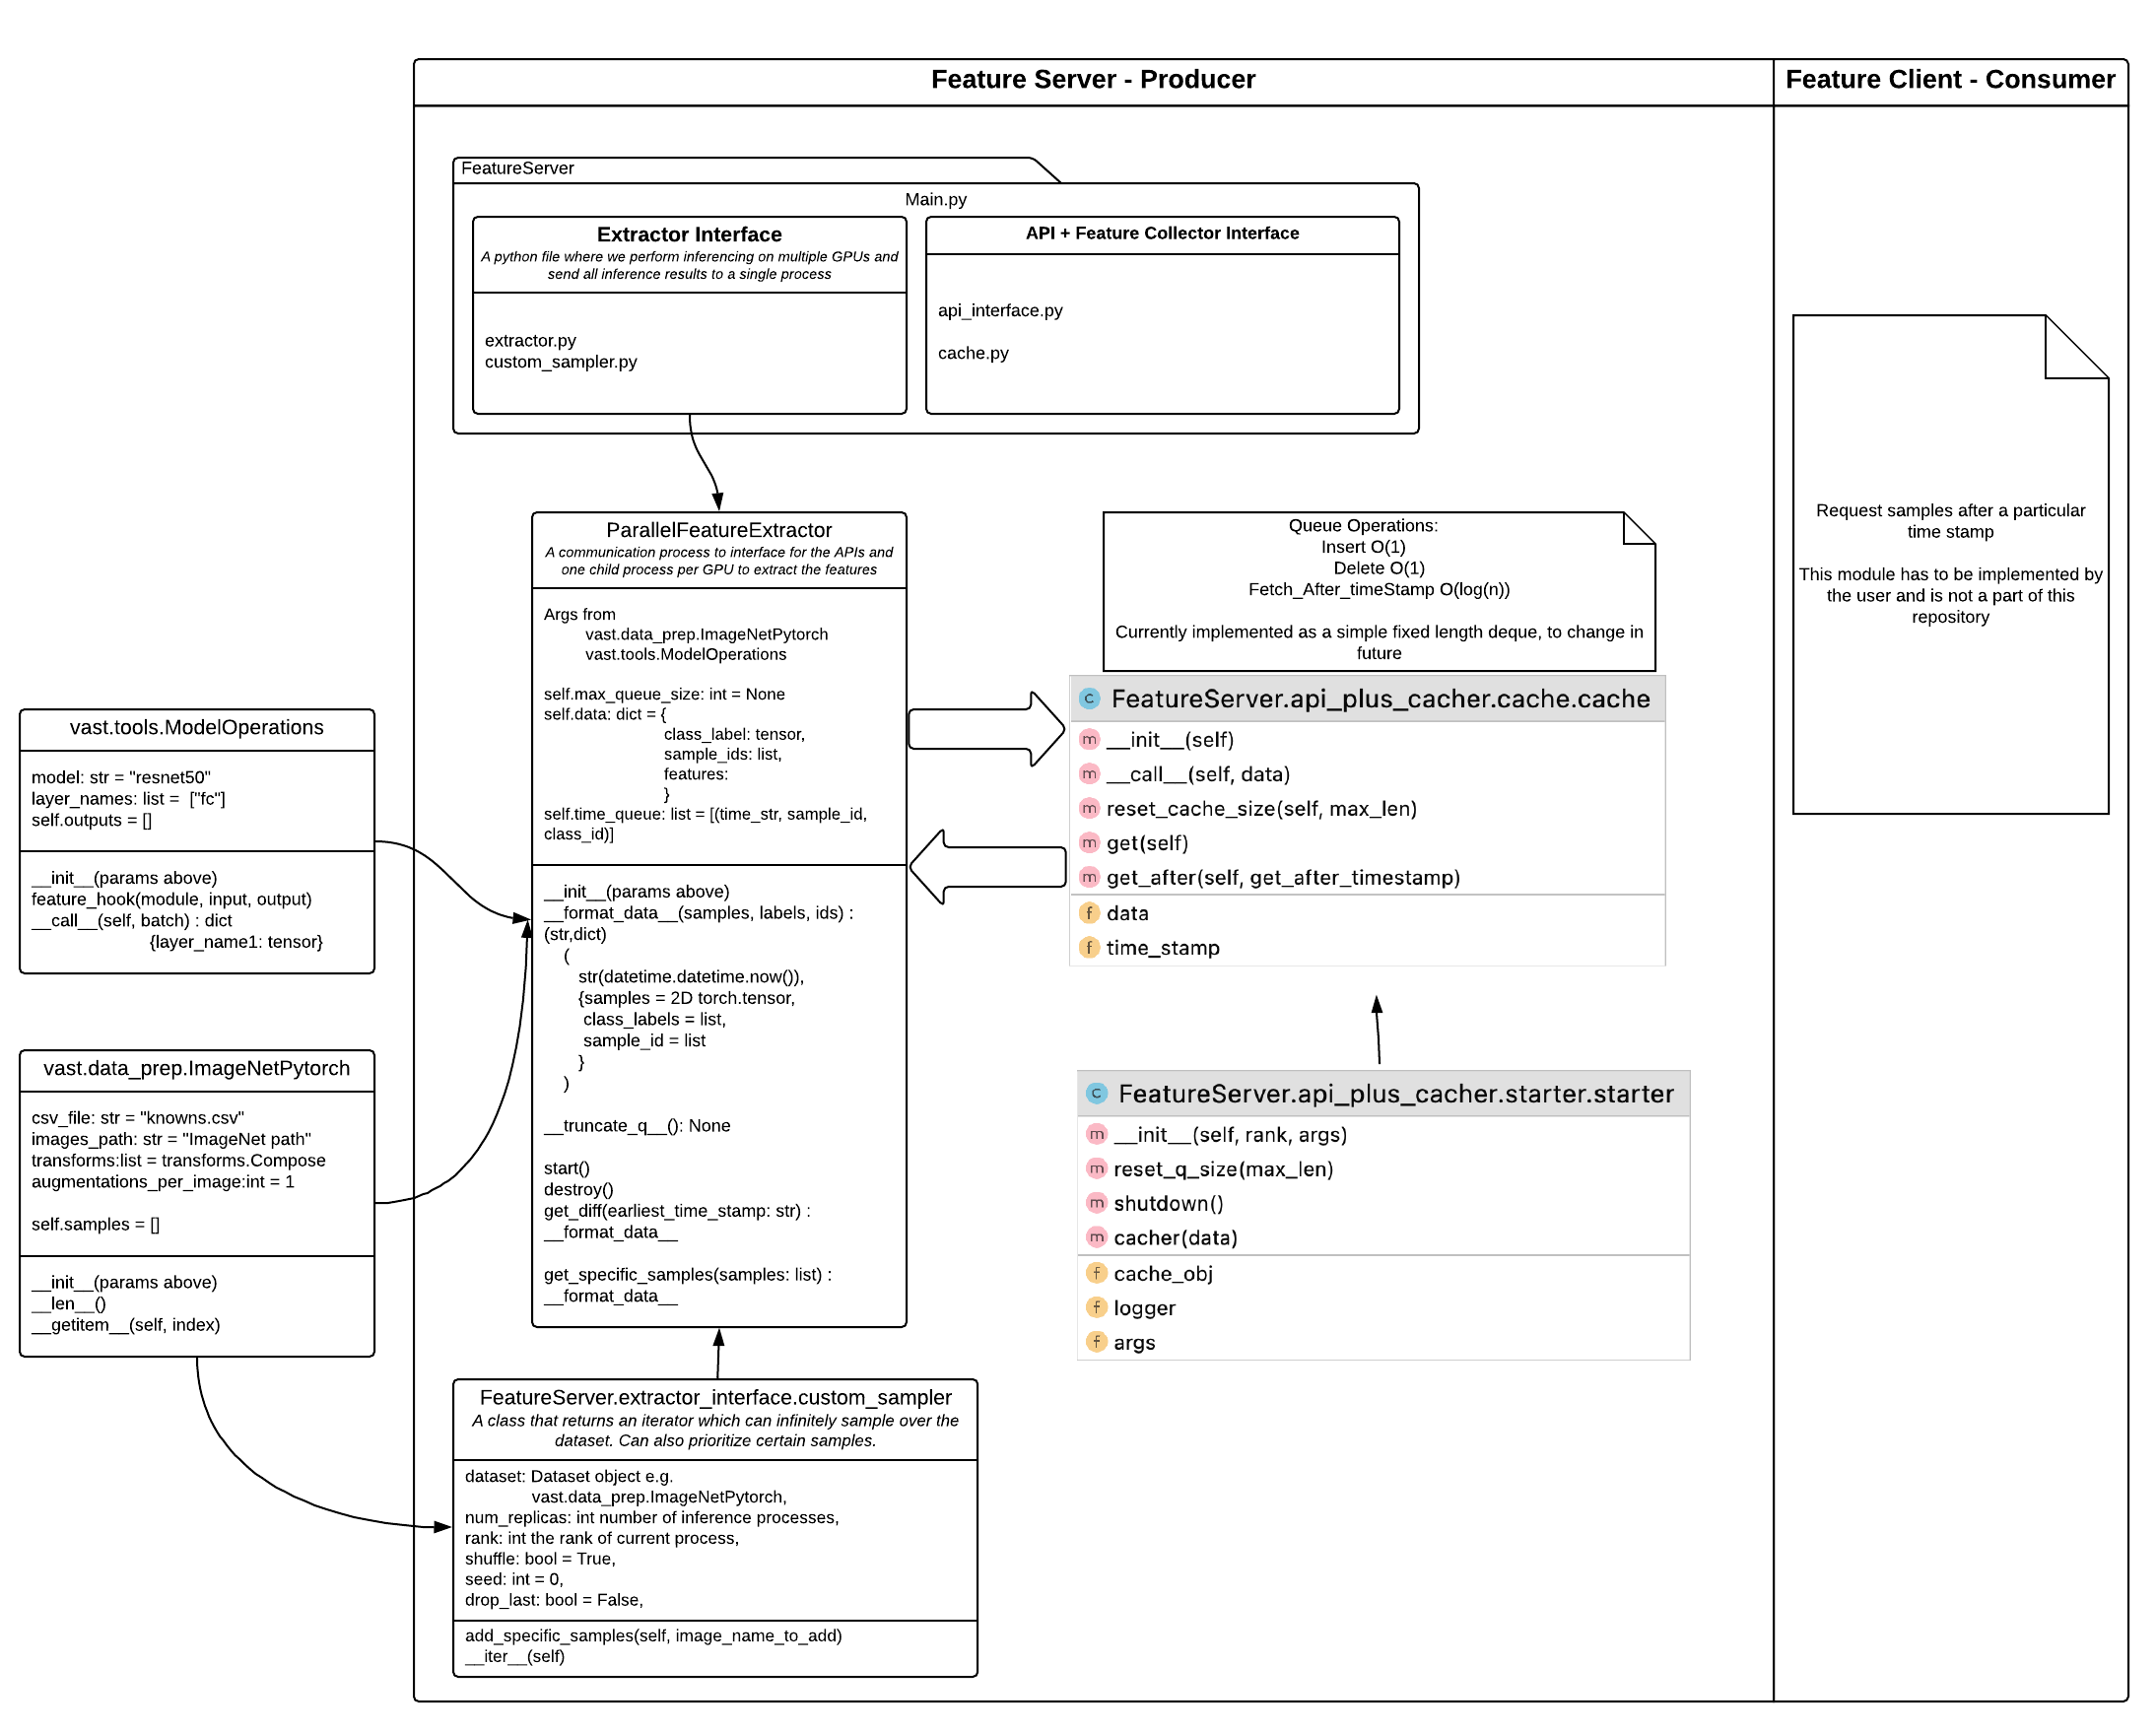 Feature Server - Producer
Feature Client - Consumer
FeatureServer
Main.py
Extractor Interface
A python file where we perform inferencing on multiple GPUs and
send all inference results to a single process
extractor.py
custom_sampler.py
API + Feature Collector Interface
api_interface.py
cache.py
ParallelFeatureExtractor
A communication process to interface for the APIs and
one child process per GPU to extract the features
Args from
vast.data_prep.ImageNetPytorch
vast.tools.ModelOperations
self.max_queue_size: int = None
self.data: dict = {
class_label: tensor,
sample_ids: list,
features:
}
self.time_queue: list = [(time_str, sample_id,
class_id)]
__init__(params above)
__format_data__(samples, labels, ids) :
(str,dict)
(
str(datetime.datetime.now()),
{samples = 2D torch.tensor,
class_labels = list,
sample_id = list
}
)
__truncate_q__(): None
start()
destroy()
get_diff(earliest_time_stamp: str) :
__format_data__
get_specific_samples(samples: list) :
__format_data__
Queue Operations:
Insert O(1)
Delete O(1)
Fetch_After_timeStamp O(log(n))
Currently implemented as a simple fixed length deque, to change in
future
C FeatureServer.api_plus_cacher.cache.cache
m __init__(self)
m __call__(self, data)
m reset_cache_size(self, max_len)
m get(self)
m get_after(self, get_after_timestamp)
f data
f time_stamp
C FeatureServer.api_plus_cacher.starter.starter
m __init__(self, rank, args)
m reset_q_size(max_len)
m shutdown()
m cacher(data)
f cache_obj
f logger
f args
Request samples after a particular
time stamp
This module has to be implemented by
the user and is not a part of this
repository
vast.tools.ModelOperations
model: str = "resnet50"
layer_names: list =  ["fc"]
self.outputs = []
__init__(params above)
feature_hook(module, input, output)
__call__(self, batch) : dict
{layer_name1: tensor}
vast.data_prep.ImageNetPytorch
csv_file: str = "knowns.csv"
images_path: str = "ImageNet path"
transforms:list = transforms.Compose
augmentations_per_image:int = 1
self.samples = []
__init__(params above)
__len__()
__getitem__(self, index)
FeatureServer.extractor_interface.custom_sampler
A class that returns an iterator which can infinitely sample over the
dataset. Can also prioritize certain samples.
dataset: Dataset object e.g.
vast.data_prep.ImageNetPytorch,
num_replicas: int number of inference processes,
rank: int the rank of current process,
shuffle: bool = True,
seed: int = 0,
drop_last: bool = False,
add_specific_samples(self, image_name_to_add)
__iter__(self)